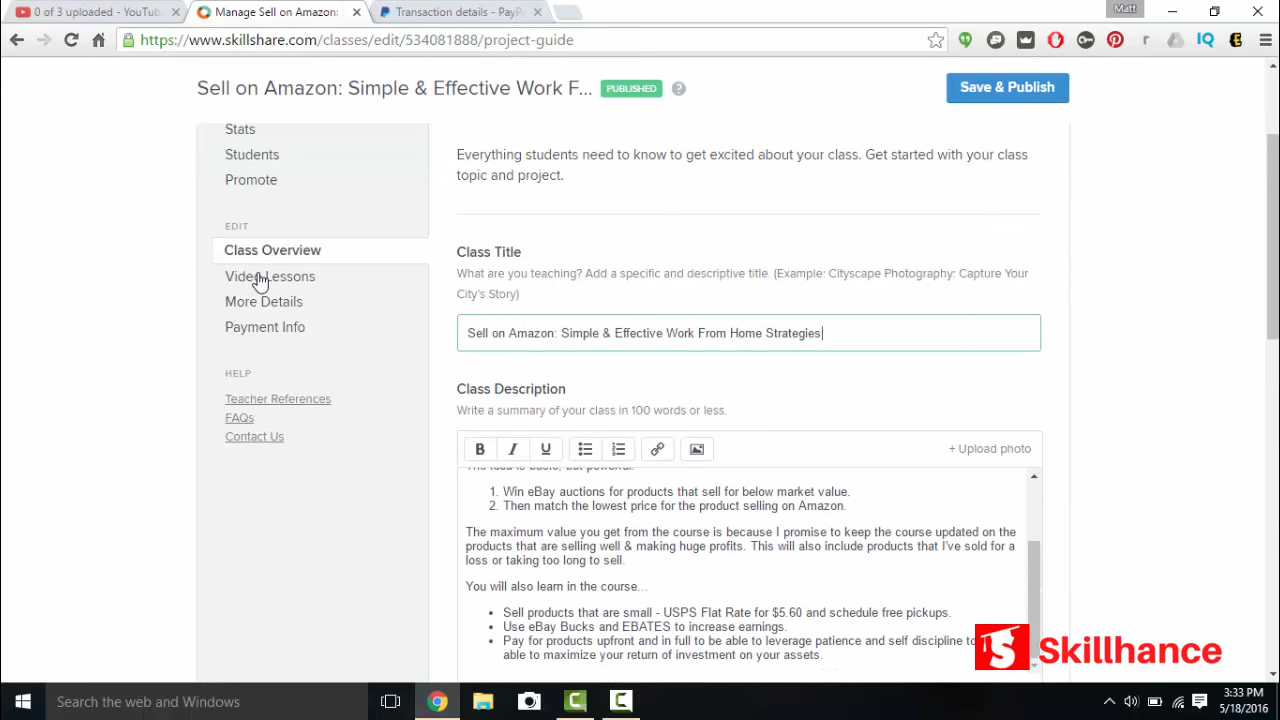 0 of 3 uploaded - YouTub
Manage Sell on Amazon:
Transaction details - PayP
Matt
https://www.skillshare.com/classes/edit/534081888/project-guide
IQ
Sell on Amazon: Simple & Effective Work F...
PUBLISHED
?
Save & Publish
Stats
Students
Promote
EDIT
Class Overview
Video Lessons
More Details
Payment Info
HELP
Teacher References
FAQs
Contact Us
Everything students need to know to get excited about your class. Get started with your class
topic and project.
Class Title
What are you teaching? Add a specific and descriptive title. (Example: Cityscape Photography: Capture Your
City's Story)
Sell on Amazon: Simple & Effective Work From Home Strategies
Class Description
Write a summary of your class in 100 words or less.
B I U
+ Upload photo
The idea is basic, but powerful.
1. Win eBay auctions for products that sell for below market value.
2. Then match the lowest price for the product selling on Amazon.
The maximum value you get from the course is because I promise to keep the course updated on the
products that are selling well & making huge profits. This will also include products that I've sold for a
loss or taking too long to sell.
You will also learn in the course...
• Sell products that are small - USPS Flat Rate for $5.60 and schedule free pickups.
• Use eBay Bucks and EBATES to increase earnings.
• Pay for products upfront and in full to be able to leverage patience and self discipline to
able to maximize your return of investment on your assets.
Skillhance
Search the web and Windows
3:33 PM
5/18/2016